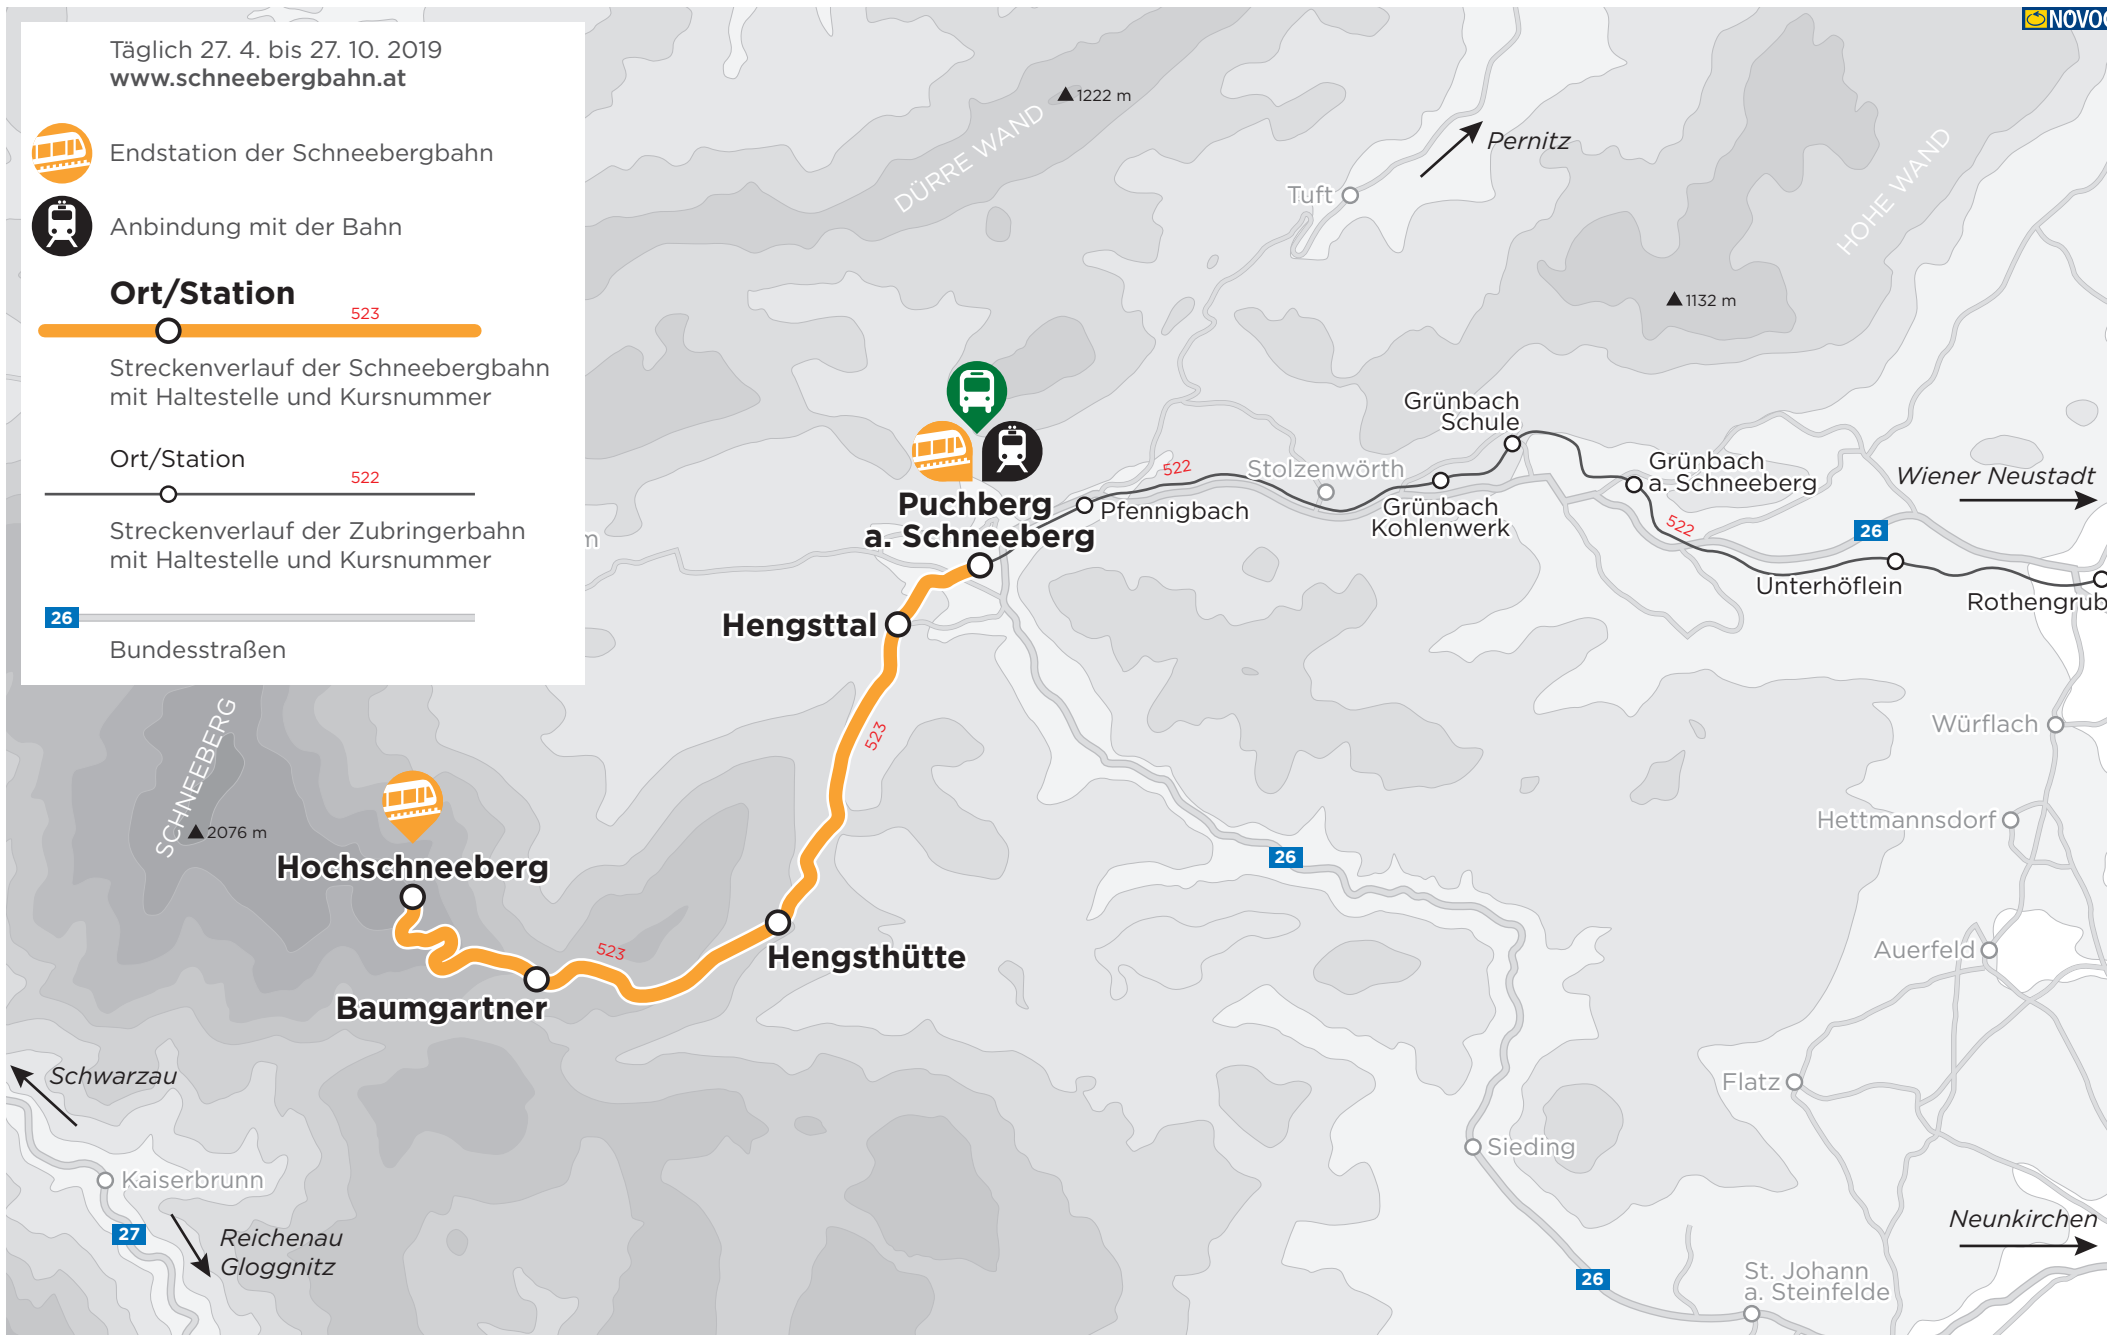 Täglich 27. 4. bis 27. 10. 2019
www.schneebergbahn.at
Endstation der Schneebergbahn
Anbindung mit der Bahn
Ort/Station
523
Streckenverlauf der Schneebergbahn
mit Haltestelle und Kursnummer
Ort/Station
522
Streckenverlauf der Zubringerbahn
mit Haltestelle und Kursnummer
26
Bundesstraßen
1222 m
DÜRRE WAND
Pernitz
Tuft
HOHE WAND
1132 m
Grünbach
Schule
Stolzenwörth
522
Grünbach
a. Schneeberg
Wiener Neustadt
Puchberg
a. Schneeberg
Pfennigbach
Grünbach
Kohlenwerk
522
26
Unterhöflein
Rothengrub
Hengsttal
523
SCHNEEBERG
2076 m
Würflach
Hettmannsdorf
Hochschneeberg
26
523
Hengsthütte
Auerfeld
Baumgartner
Schwarzau
Flatz
Sieding
Kaiserbrunn
27
Reichenau
Gloggnitz
Neunkirchen
26
St. Johann
a. Steinfelde